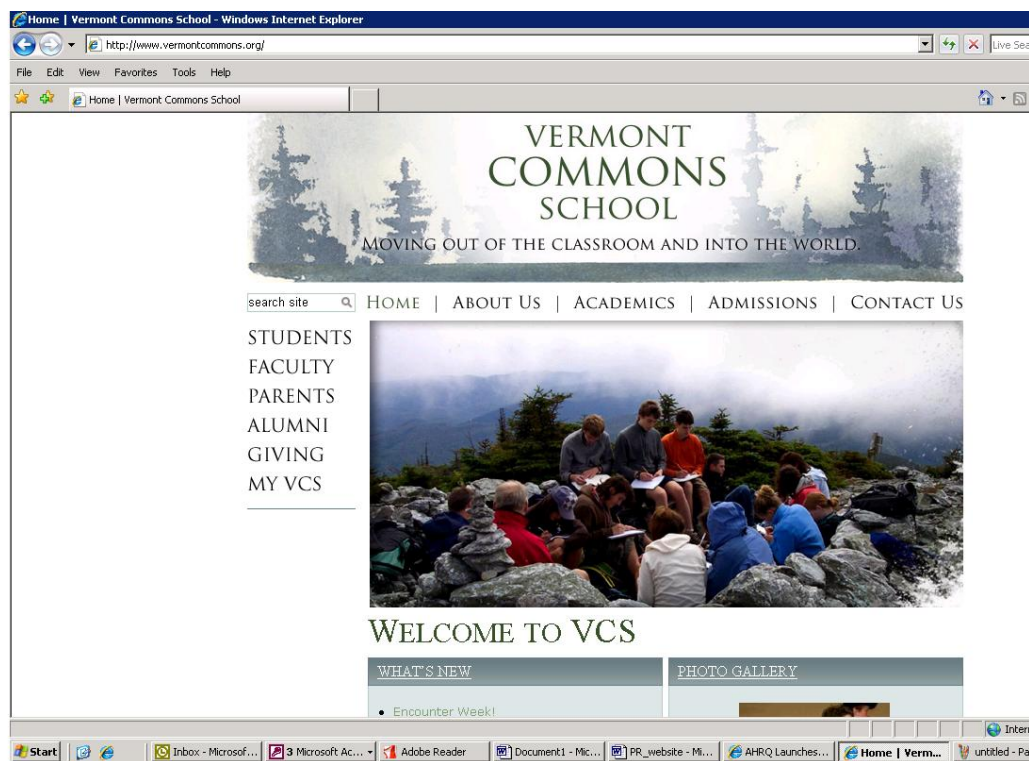 Home | Vermont Commons School - Windows Internet Explorer
http://www.vermontcommons.org/
Live Sea
File Edit View Favorites Tools Help
Home | Vermont Commons School
VERMONT
COMMONS
SCHOOL
MOVING OUT OF THE CLASSROOM AND INTO THE WORLD.
search site
HOME | ABOUT US | ACADEMICS | ADMISSIONS | CONTACT US
STUDENTS
FACULTY
PARENTS
ALUMNI
GIVING
MY VCS
WELCOME TO VCS
WHAT'S NEW
PHOTO GALLERY
Encounter Week!
Intern
Start
Inbox - Microsof...
3 Microsoft Ac...
Adobe Reader
Document1 - Mic...
PR_website - Mi...
AHRQ Launches...
Home | Verm...
untitled - Pa